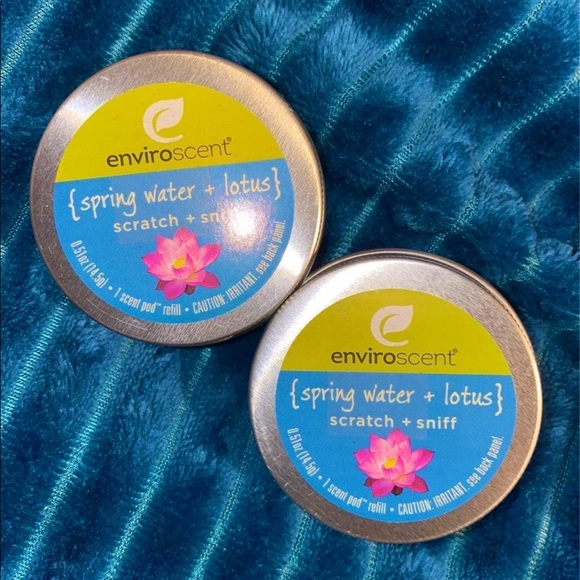 enviroscent®
{spring water + lotus}
scratch + sniff
0.51oz (14.5g) • 1 scent pod™ refill • CAUTION: IRRITANT. see back panel.
enviroscent®
{spring water + lotus}
scratch + sniff
0.51oz (14.5g) • 1 scent pod™ refill • CAUTION: IRRITANT. see back panel.